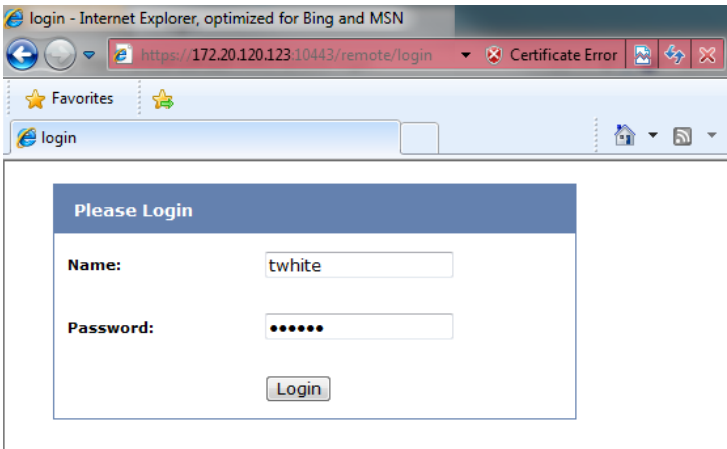 login - Internet Explorer, optimized for Bing and MSN
https://172.20.120.123:10443/remote/login Certificate Error
Favorites
login
Please Login
Name: twhite
Password: ●●●●●●
Login